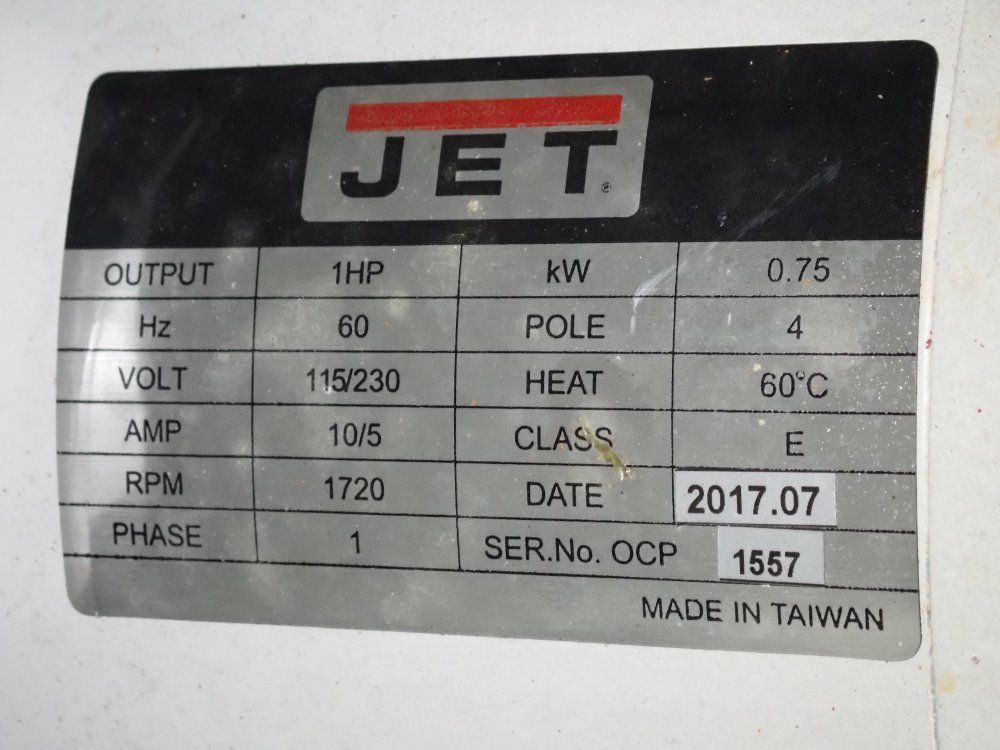 JET®
OUTPUT 1HP kW 0.75
Hz 60 POLE 4
VOLT 115/230 HEAT 60°C
AMP 10/5 CLASS E
RPM 1720 DATE 2017.07
PHASE 1 SER.No. OCP 1557
MADE IN TAIWAN